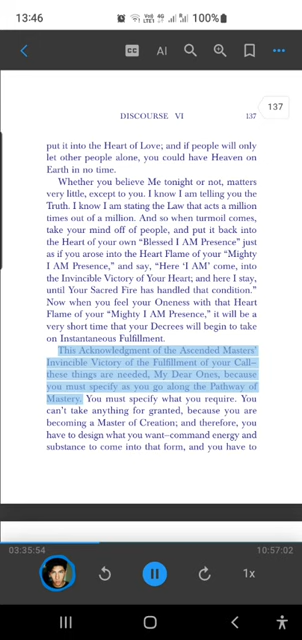 13:46
Vo)) LTE1 4G 100%
CC AI
137
DISCOURSE VI 137
put it into the Heart of Love; and if people will only
let other people alone, you could have Heaven on
Earth in no time.
Whether you believe Me tonight or not, matters
very little, except to you. I know I am telling you the
Truth. I know I am stating the Law that acts a million
times out of a million. And so when turmoil comes,
take your mind off of people, and put it back into
the Heart of your own “Blessed I AM Presence” just
as if you arose into the Heart Flame of your “Mighty
I AM Presence,” and say, “Here ‘I AM’ come, into
the Invincible Victory of Your Heart; and here I stay,
until Your Sacred Fire has handled that condition.”
Now when you feel your Oneness with that Heart
Flame of your “Mighty I AM Presence,” it will be a
very short time that your Decrees will begin to take
on Instantaneous Fulfillment.
This Acknowledgment of the Ascended Masters’
Invincible Victory of the Fulfillment of your Call–
these things are needed, My Dear Ones, because
you must specify as you go along the Pathway of
Mastery. You must specify what you require. You
can’t take anything for granted, because you are
becoming a Master of Creation; and therefore, you
have to design what you want–command energy and
substance to come into that form, and you have to
03:35:54 10:57:02
1x